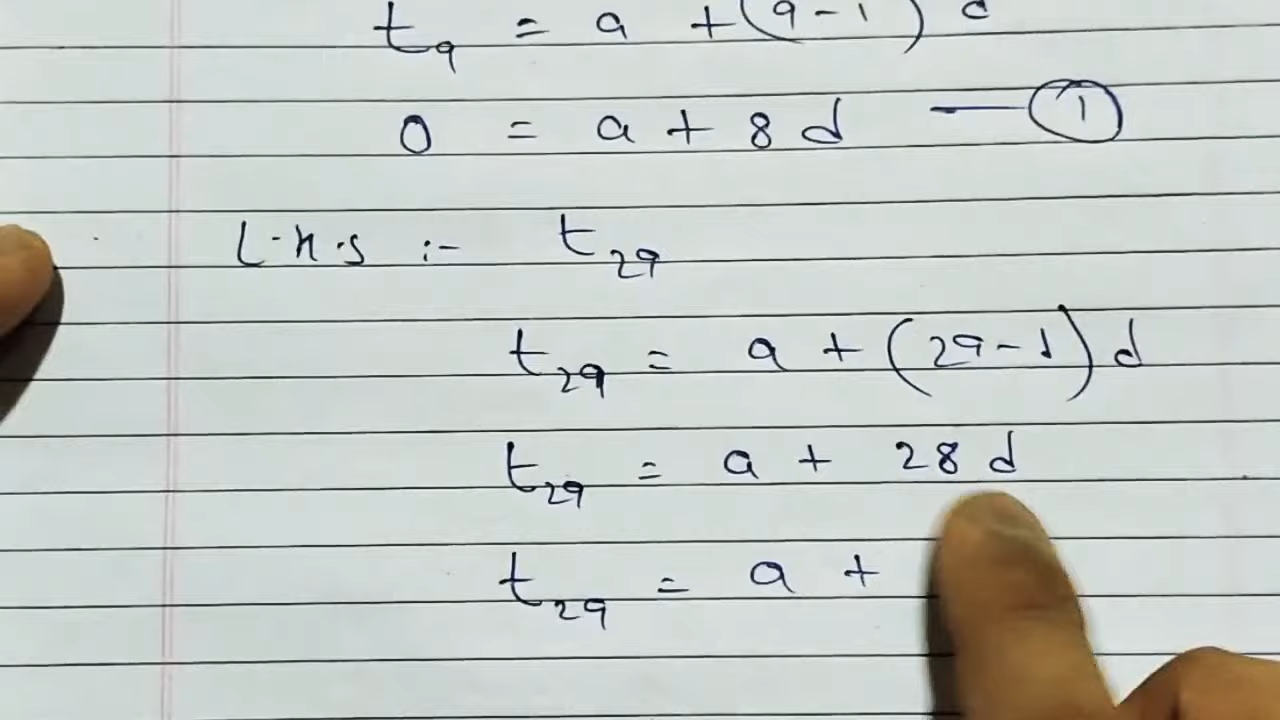 t₉ = a + (9 - 1) d
0 = a + 8 d — ①
L.H.S :- t₂₉
t₂₉ = a + (29 - 1) d
t₂₉ = a + 28 d
t₂₉ = a +